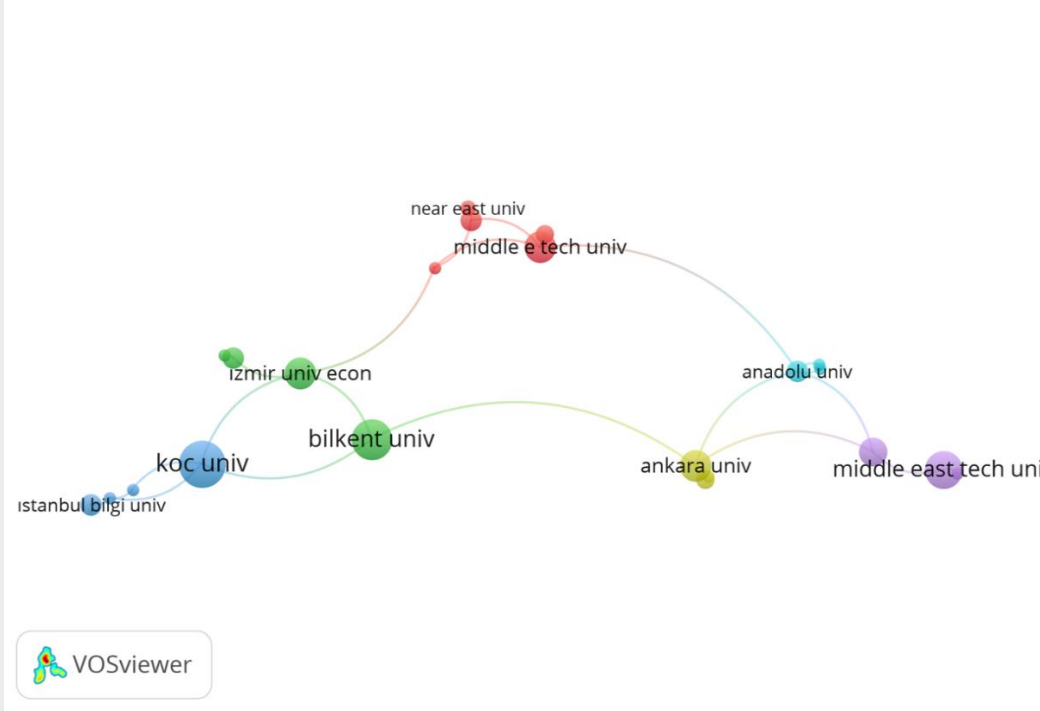 near east univ
middle e tech univ
izmir univ econ
anadolu univ
bilkent univ
koc univ
ankara univ
middle east tech uni
ıstanbul bilgi univ
VOSviewer